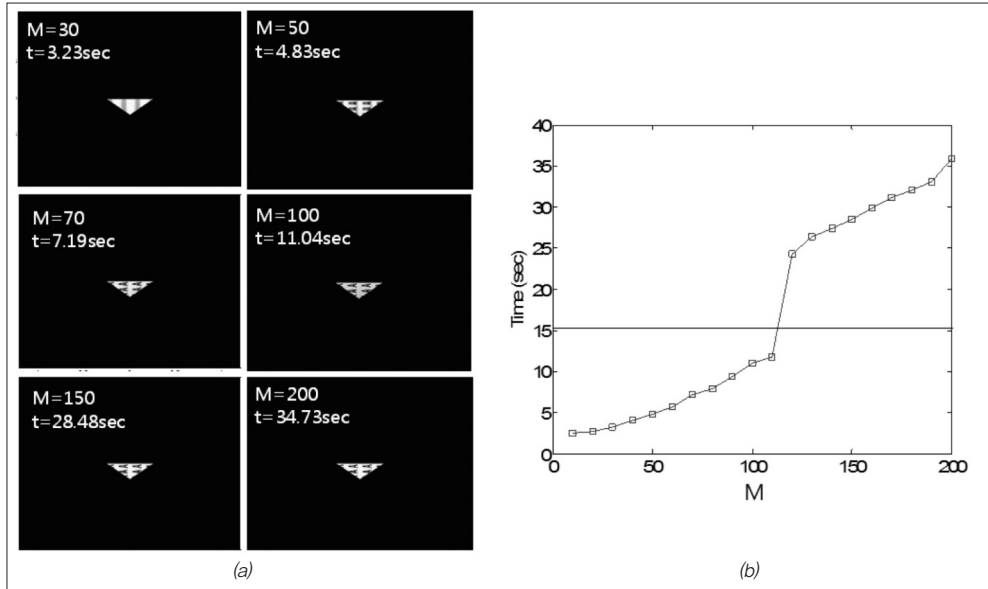 M=30
t=3.23sec
M=50
t=4.83sec
M=70
t=7.19sec
M=100
t=11.04sec
M=150
t=28.48sec
M=200
t=34.73sec
(a)
40
35
30
25
20
15
10
5
0
0
50
100
150
200
Time (sec)
M
(b)